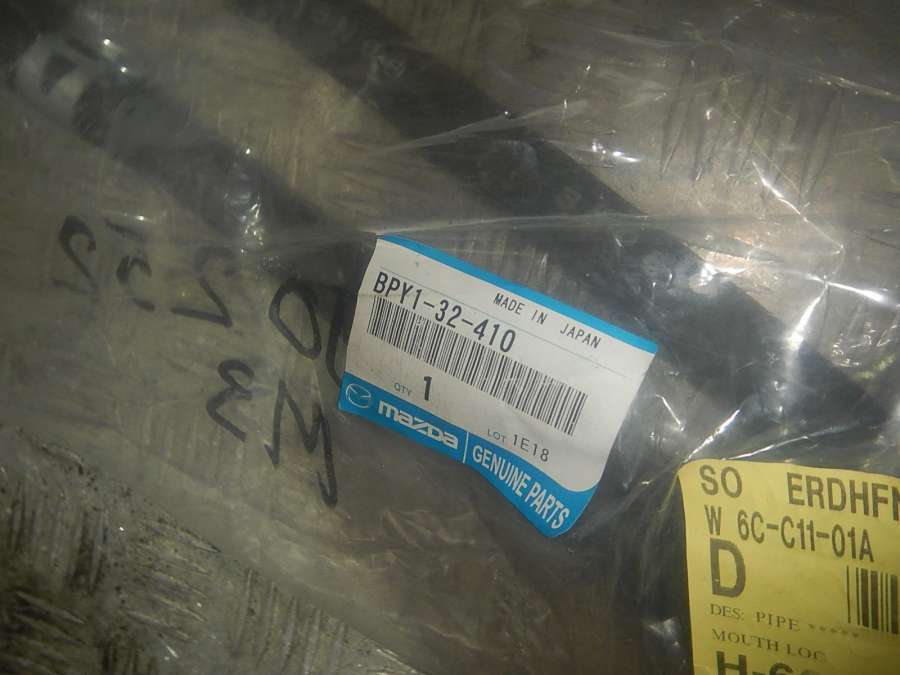 MADE IN JAPAN
BPY1-32-410
QTY 1
LOT 1E18
mazda GENUINE PARTS
SO ERDHFN
W 6C-C11-01A
D
DES: PIPE *****
MOUTH LOC